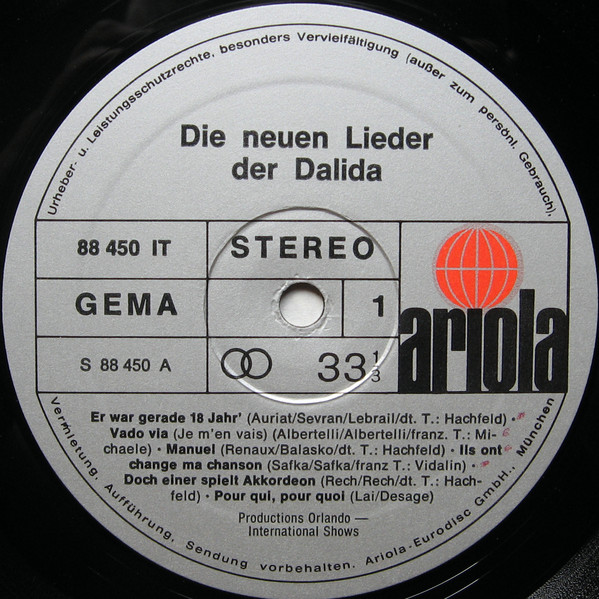 Urheber- u. Leistungsschutzrechte, besonders Vervielfältigung (außer zum persönl. Gebrauch),
Die neuen Lieder
der Dalida
88 450 IT
STEREO
GEMA
1
ariola
S 88 450 A
33 1/3
Er war gerade 18 Jahr' (Auriat/Sevran/Lebrail/dt. T.: Hachfeld) ·
Vado via (Je m'en vais) (Albertelli/Albertelli/franz. T.: Mi-
chaele) · Manuel (Renaux/Balasko/dt. T.: Hachfeld) · Ils ont
change ma chanson (Safka/Safka/franz T.: Vidalin) ·
Doch einer spielt Akkordeon (Rech/Rech/dt. T.: Hach-
feld) · Pour qui, pour quoi (Lai/Desage)
Productions Orlando —
International Shows
Vermietung, Aufführung, Sendung vorbehalten. Ariola-Eurodisc GmbH., München